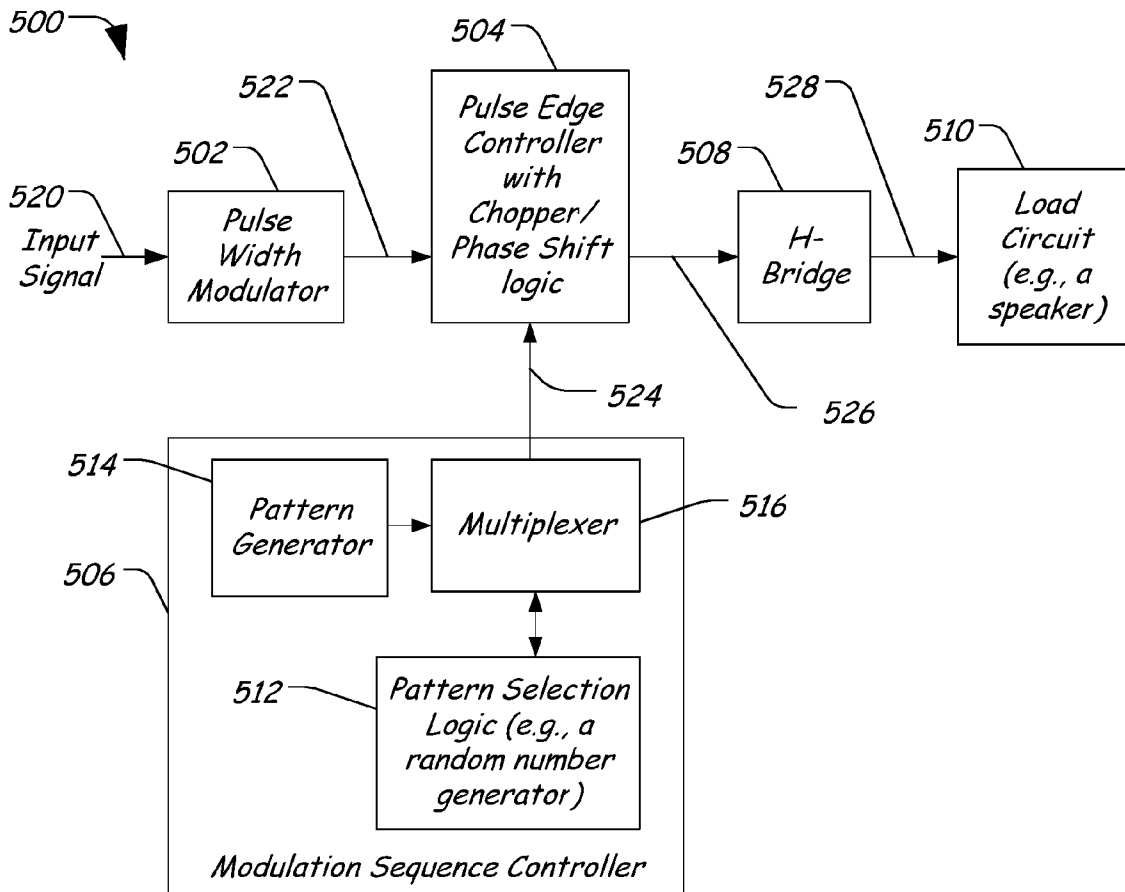 500
504
522
528
Pulse Edge
Controller
with
Chopper/
Phase Shift
logic
502
508
510
520
Input
Signal
Pulse
Width
Modulator
H-
Bridge
Load
Circuit
(e.g., a
speaker)
524
526
514
Pattern
Generator
Multiplexer
516
506
512
Pattern Selection
Logic (e.g., a
random number
generator)
Modulation Sequence Controller